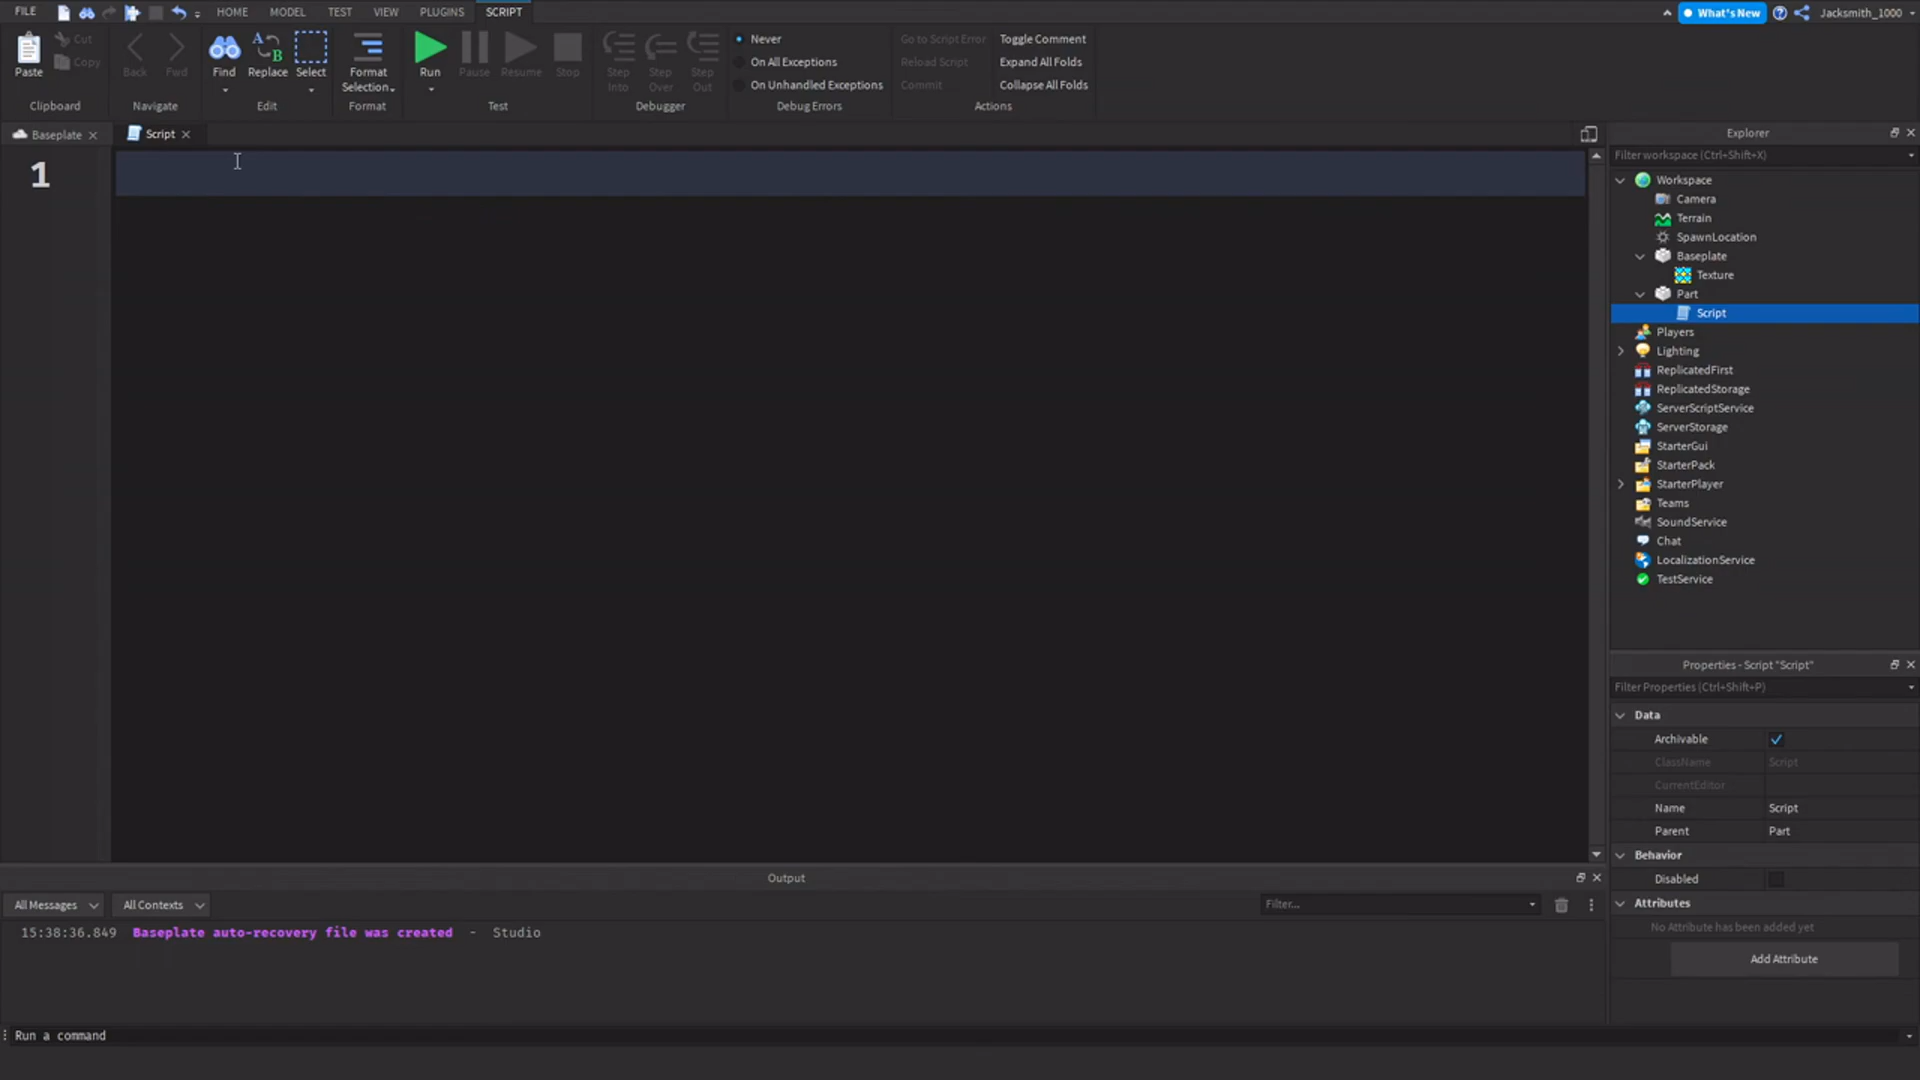 FILE HOME MODEL TEST VIEW PLUGINS SCRIPT What's New Jacksmith_1000
Paste Cut Copy
Clipboard
Back Fwd
Navigate
Find Replace Select
Edit
Format Selection
Format
Run Pause Resume Stop
Test
Step Into Step Over Step Out
Debugger
Never
On All Exceptions
On Unhandled Exceptions
Debug Errors
Go to Script Error Toggle Comment
Reload Script Expand All Folds
Commit Collapse All Folds
Actions
Baseplate Script
1
Explorer
Filter workspace (Ctrl+Shift+X)
Workspace
Camera
Terrain
SpawnLocation
Baseplate
Texture
Part
Script
Players
Lighting
ReplicatedFirst
ReplicatedStorage
ServerScriptService
ServerStorage
StarterGui
StarterPack
StarterPlayer
Teams
SoundService
Chat
LocalizationService
TestService
Properties - Script "Script"
Filter Properties (Ctrl+Shift+P)
Data
Archivable
ClassName Script
CurrentEditor
Name Script
Parent Part
Behavior
Disabled
Attributes
No Attribute has been added yet
Add Attribute
Output
All Messages All Contexts Filter...
15:38:36.849 Baseplate auto-recovery file was created - Studio
Run a command